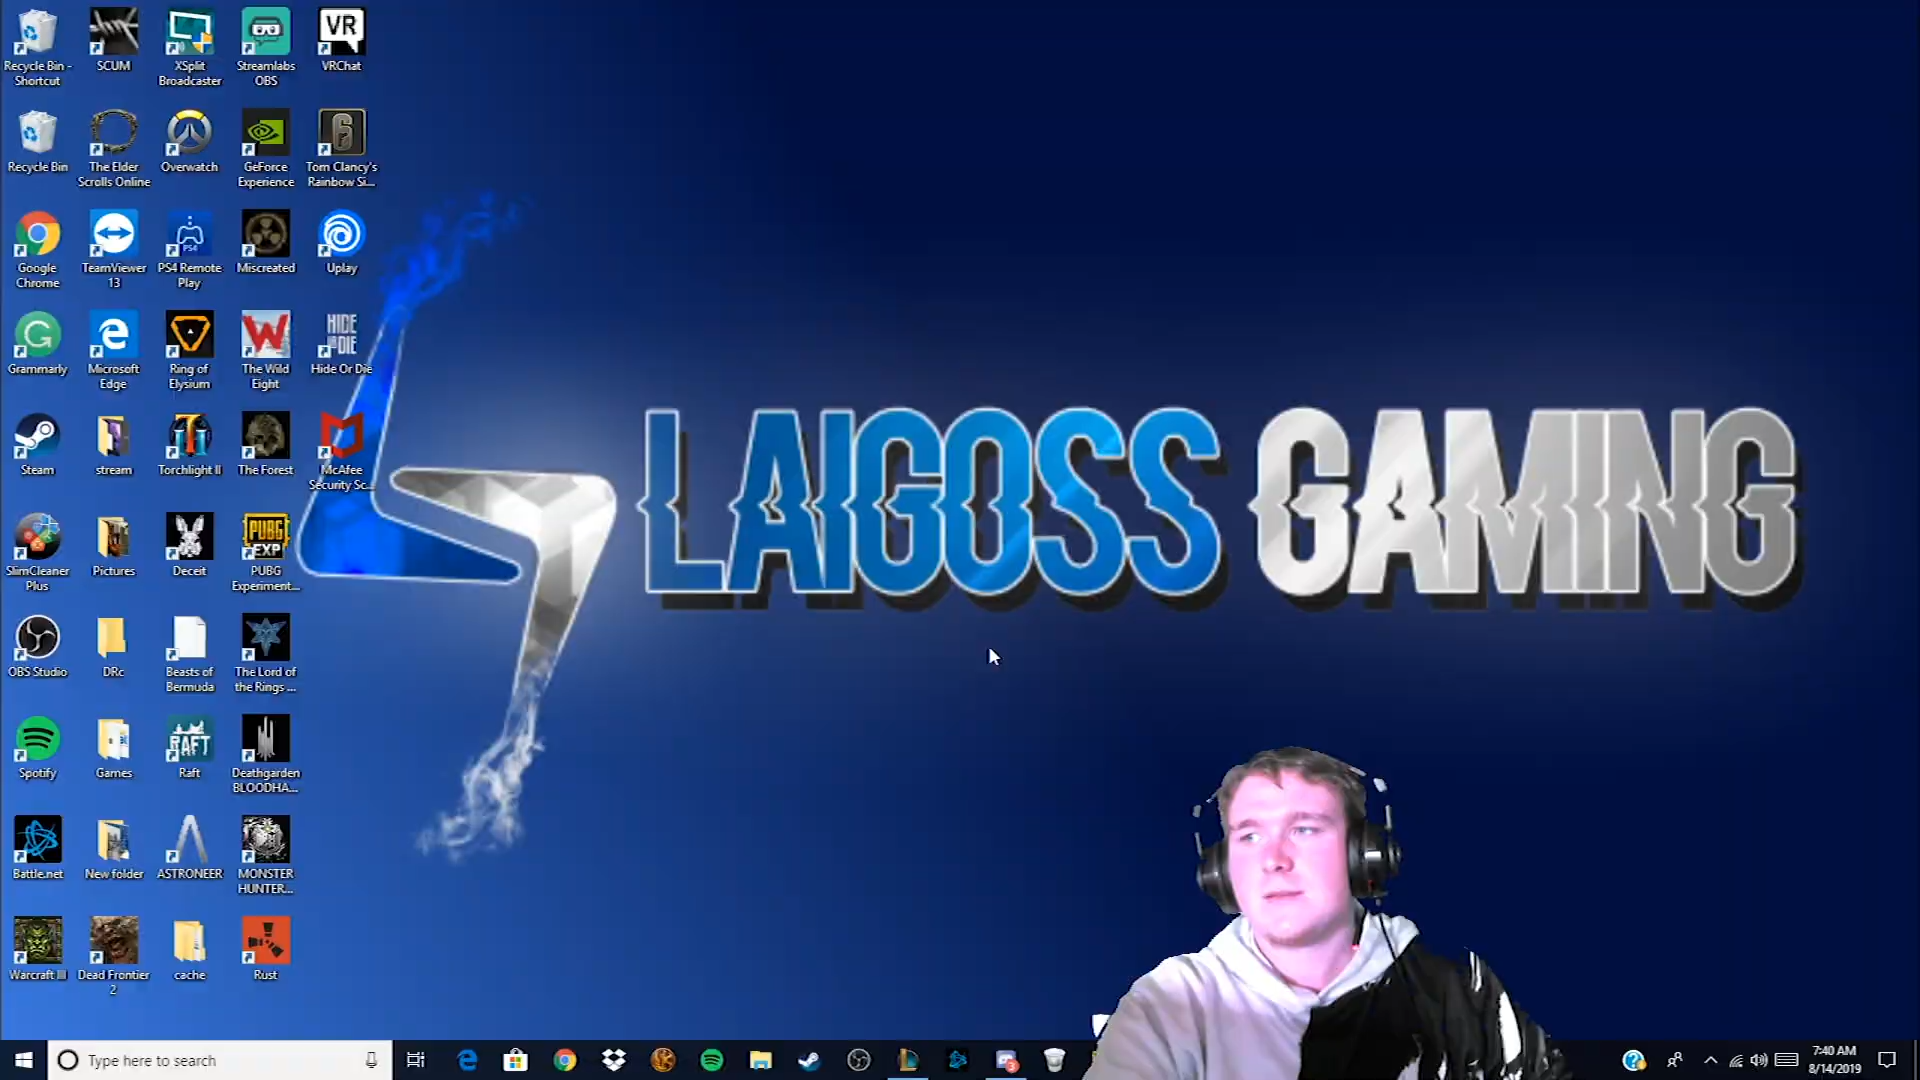 Recycle Bin -
Shortcut
SCUM
XSplit
Broadcaster
Streamlabs
OBS
VR
VRChat
Recycle Bin
The Elder
Scrolls Online
Overwatch
GeForce
Experience
6
Tom Clancy's
Rainbow Si...
Google
Chrome
TeamViewer
13
PS4
PS4 Remote
Play
Miscreated
Uplay
Grammarly
Microsoft
Edge
Ring of
Elysium
W
The Wild
Eight
HIDE
OR DIE
Hide Or Die
Steam
stream
Torchlight II
The Forest
McAfee
Security Sc...
SlimCleaner
Plus
Pictures
Deceit
PUBG
EXP
PUBG
Experiment...
OBS Studio
DRc
Beasts of
Bermuda
The Lord of
the Rings ...
Spotify
Games
RAFT
Raft
Deathgarden
BLOODHA...
Battle.net
New folder
ASTRONEER
MONSTER
HUNTER...
Warcraft III
Dead Frontier
2
cache
Rust
LAIGOSS GAMING
Type here to search
3
7:40 AM
8/14/2019